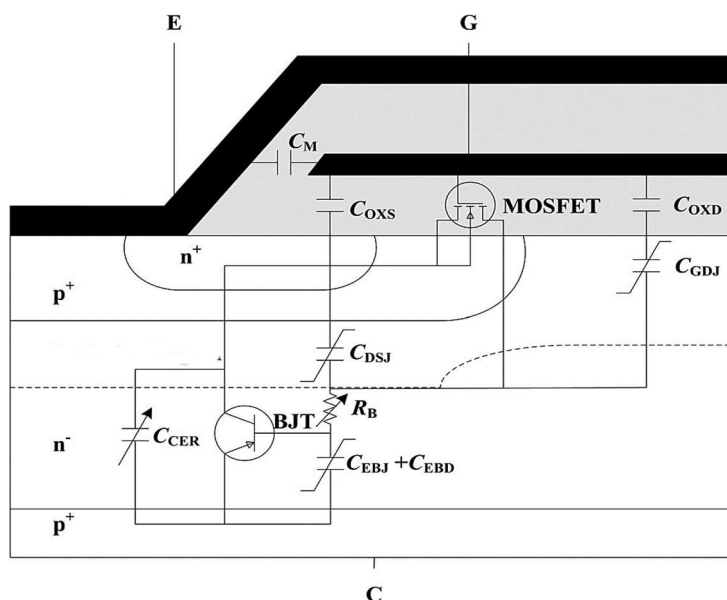 E G
C_M
C_OXS MOSFET C_OXD
n⁺
p⁺ C_GDJ
C_DSJ
BJT R_B
n⁻ C_CER C_EBJ + C_EBD
p⁺
C